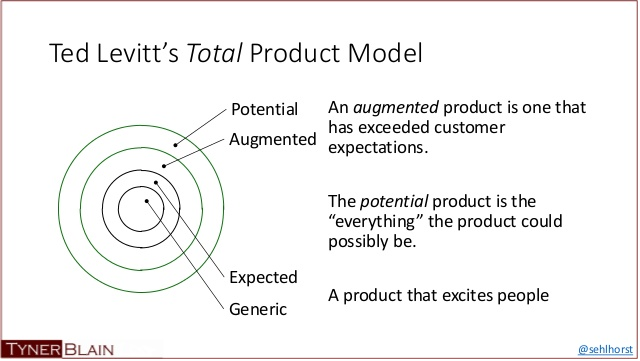 Ted Levitt's Total Product Model
Potential
Augmented
Expected
Generic
An augmented product is one that
has exceeded customer
expectations.
The potential product is the
“everything” the product could
possibly be.
A product that excites people
TYNER BLAIN
@sehlhorst